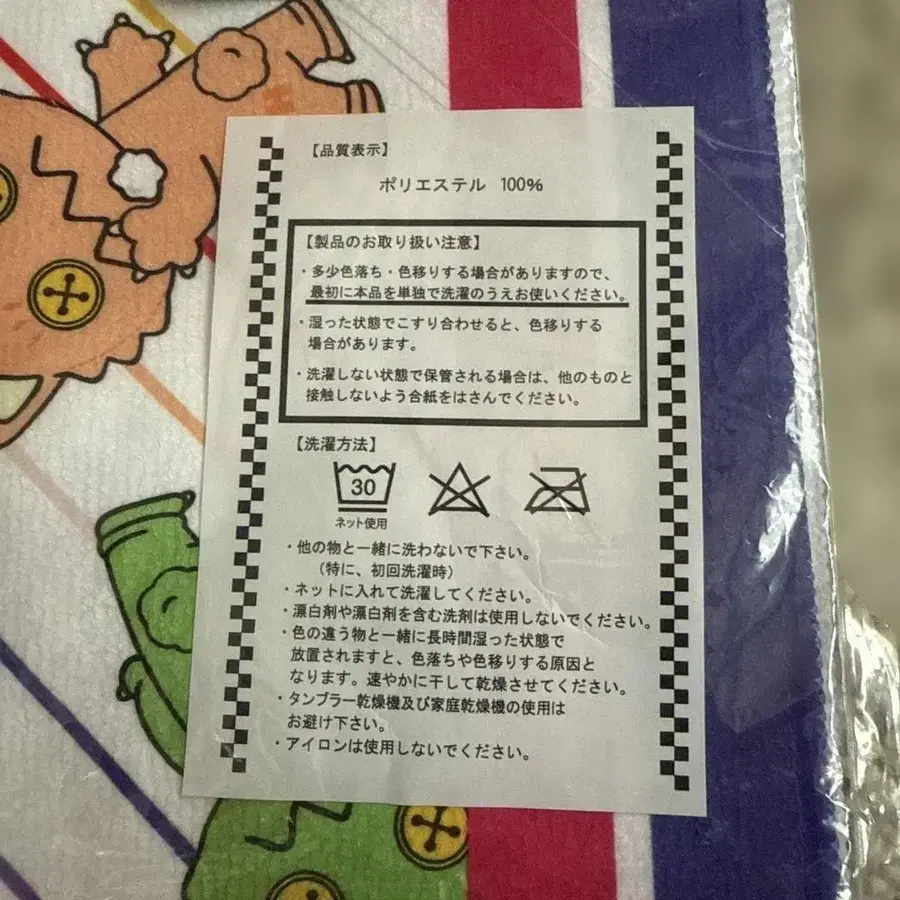 【品質表示】
ポリエステル 100%
【製品のお取り扱い注意】
・多少色落ち・色移りする場合がありますので、
最初に本品を単独で洗濯のうえお使いください。
・湿った状態でこすり合わせると、色移りする
場合があります。
・洗濯しない状態で保管される場合は、他のものと
接触しないよう合紙をはさんでください。
【洗濯方法】
30
ネット使用
・他の物と一緒に洗わないで下さい。
（特に、初回洗濯時）
・ネットに入れて洗濯してください。
・漂白剤や漂白剤を含む洗剤は使用しないでください。
・色の違う物と一緒に長時間湿った状態で
放置されますと、色落ちや色移りする原因と
なります。速やかに干して乾燥させてください。
・タンブラー乾燥機及び家庭乾燥機の使用は
お避け下さい。
・アイロンは使用しないでください。